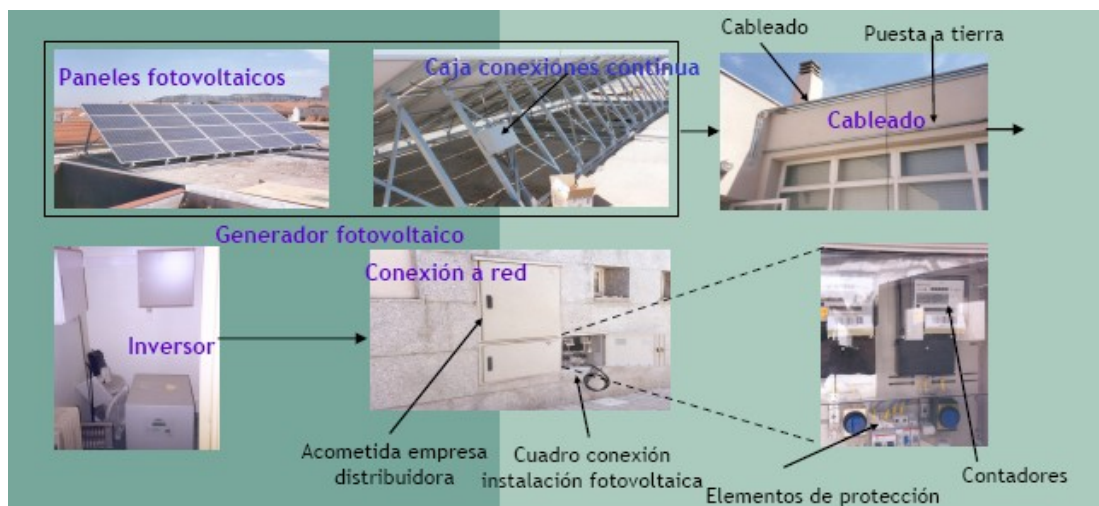 Cableado
Puesta a tierra
Paneles fotovoltaicos
Caja conexiónes continua
Cableado
Generador fotovoltaico
Conexión a red
Inversor
Acometida empresa
distribuidora
Cuadro conexión
instalación fotovoltaica
Contadores
Elementos de protección